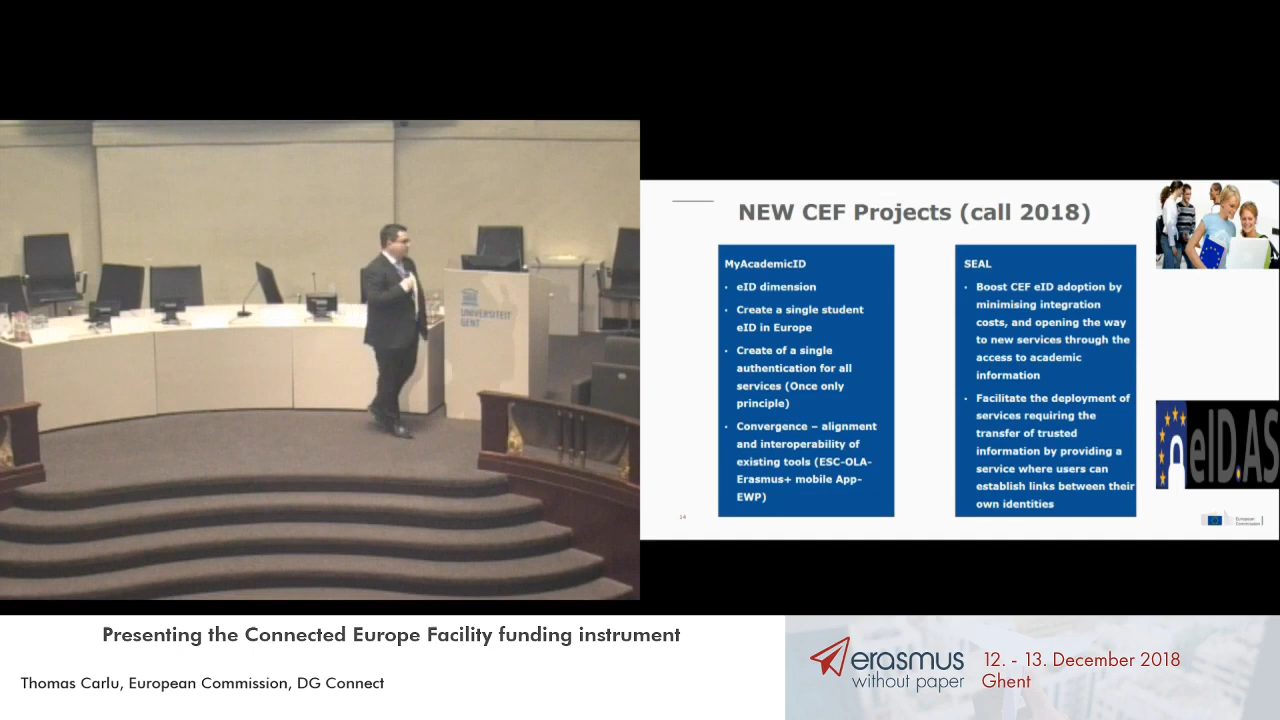 UNIVERSITEIT
GENT
NEW CEF Projects (call 2018)
MyAcademicID
• eID dimension
• Create a single student
eID in Europe
• Create of a single
authentication for all
services (Once only
principle)
• Convergence – alignment
and interoperability of
existing tools (ESC-OLA-
Erasmus+ mobile App-
EWP)
SEAL
• Boost CEF eID adoption by
minimising integration
costs, and opening the way
to new services through the
access to academic
information
• Facilitate the deployment of
services requiring the
transfer of trusted
information by providing a
service where users can
establish links between their
own identities
eID.AS
14
European
Commission
Presenting the Connected Europe Facility funding instrument
Thomas Carlu, European Commission, DG Connect
erasmus
without paper
12. - 13. December 2018
Ghent